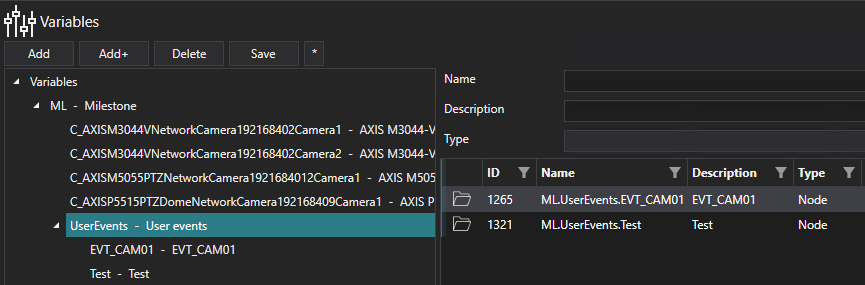 Variables
Add Add+ Delete Save *
Variables
ML - Milestone
C_AXISM3044VNetworkCamera192168402Camera1 - AXIS M3044-V
C_AXISM3044VNetworkCamera192168402Camera2 - AXIS M3044-V
C_AXISM5055PTZNetworkCamera1921684012Camera1 - AXIS M505
C_AXISP5515PTZDomeNetworkCamera192168409Camera1 - AXIS P
UserEvents - User events
EVT_CAM01 - EVT_CAM01
Test - Test
Name
Description
Type
ID Name Description Type
1265 ML.UserEvents.EVT_CAM01 EVT_CAM01 Node
1321 ML.UserEvents.Test Test Node